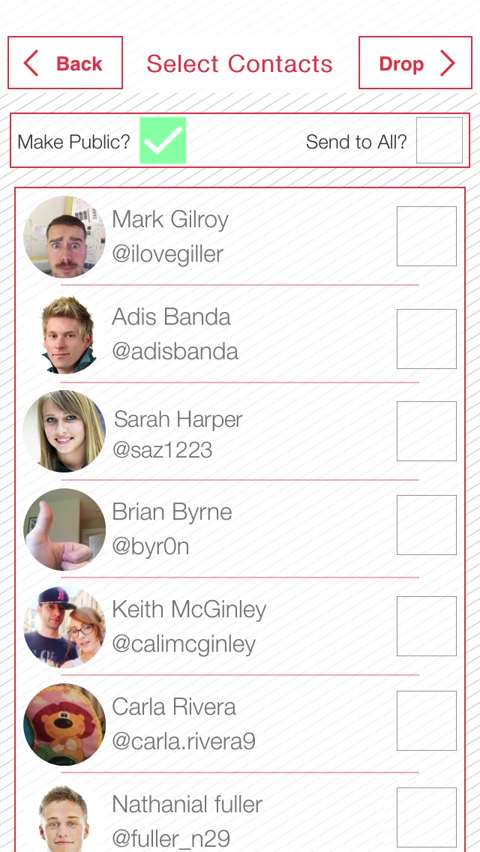 Back
Select Contacts
Drop
Make Public?
Send to All?
Mark Gilroy
@ilovegiller
Adis Banda
@adisbanda
Sarah Harper
@saz1223
Brian Byrne
@byr0n
Keith McGinley
@calimcginley
Carla Rivera
@carla.rivera9
Nathanial fuller
@fuller_n29